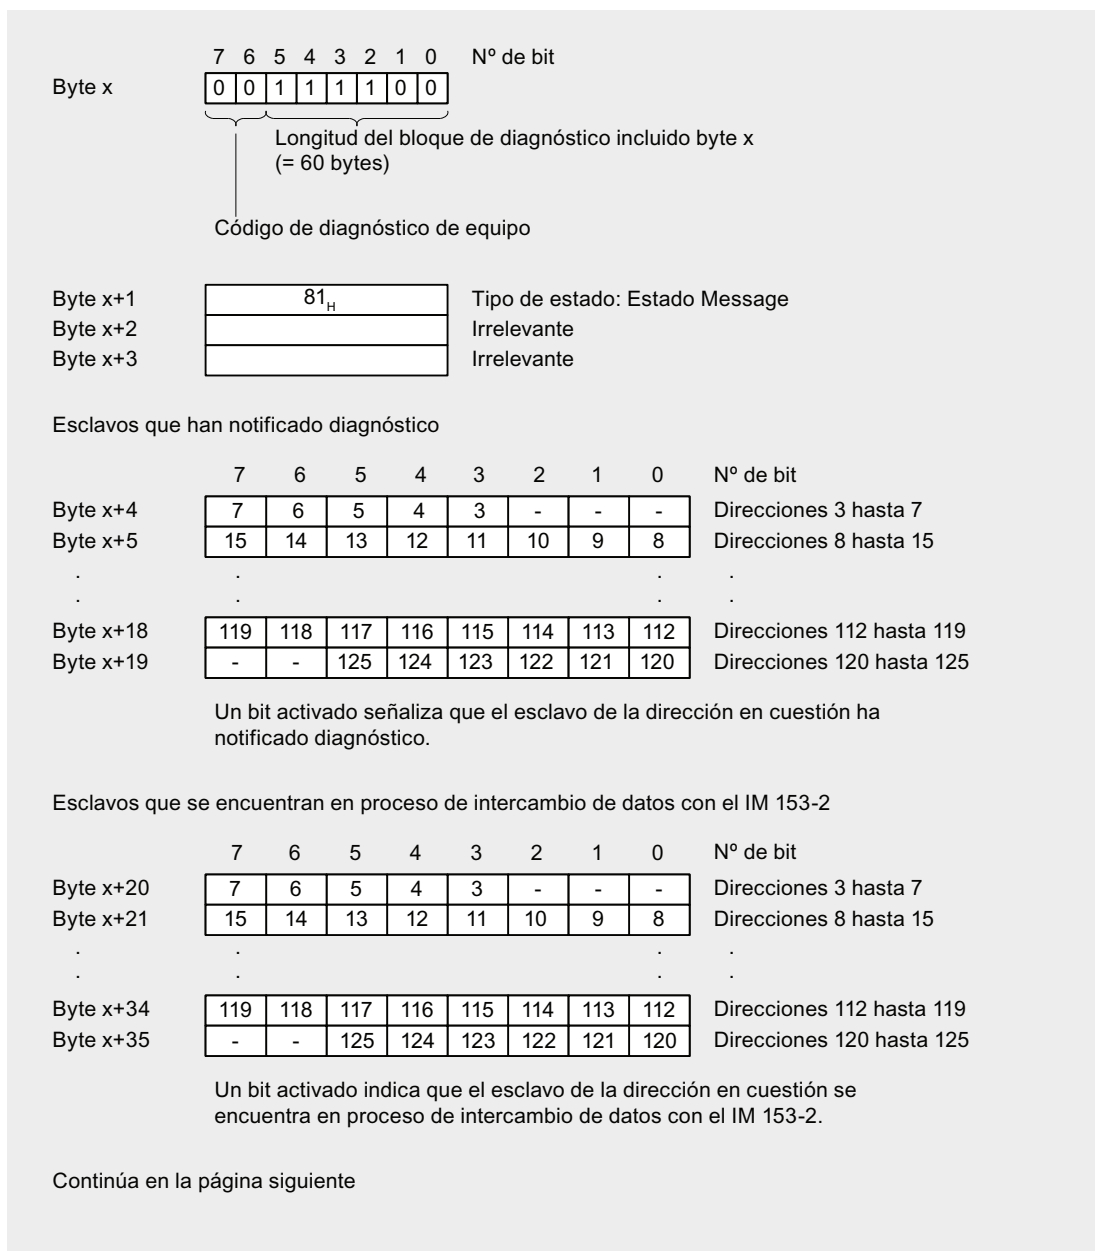 7 6 5 4 3 2 1 0 Nº de bit
Byte x 0 0 1 1 1 1 0 0
Longitud del bloque de diagnóstico incluido byte x
(= 60 bytes)
Código de diagnóstico de equipo
Byte x+1 81H Tipo de estado: Estado Message
Byte x+2 Irrelevante
Byte x+3 Irrelevante
Esclavos que han notificado diagnóstico
7 6 5 4 3 2 1 0 Nº de bit
Byte x+4 7 6 5 4 3 - - - Direcciones 3 hasta 7
Byte x+5 15 14 13 12 11 10 9 8 Direcciones 8 hasta 15
. . . .
. . . .
Byte x+18 119 118 117 116 115 114 113 112 Direcciones 112 hasta 119
Byte x+19 - - 125 124 123 122 121 120 Direcciones 120 hasta 125
Un bit activado señaliza que el esclavo de la dirección en cuestión ha
notificado diagnóstico.
Esclavos que se encuentran en proceso de intercambio de datos con el IM 153-2
7 6 5 4 3 2 1 0 Nº de bit
Byte x+20 7 6 5 4 3 - - - Direcciones 3 hasta 7
Byte x+21 15 14 13 12 11 10 9 8 Direcciones 8 hasta 15
. . . .
. . . .
Byte x+34 119 118 117 116 115 114 113 112 Direcciones 112 hasta 119
Byte x+35 - - 125 124 123 122 121 120 Direcciones 120 hasta 125
Un bit activado indica que el esclavo de la dirección en cuestión se
encuentra en proceso de intercambio de datos con el IM 153-2.
Continúa en la página siguiente